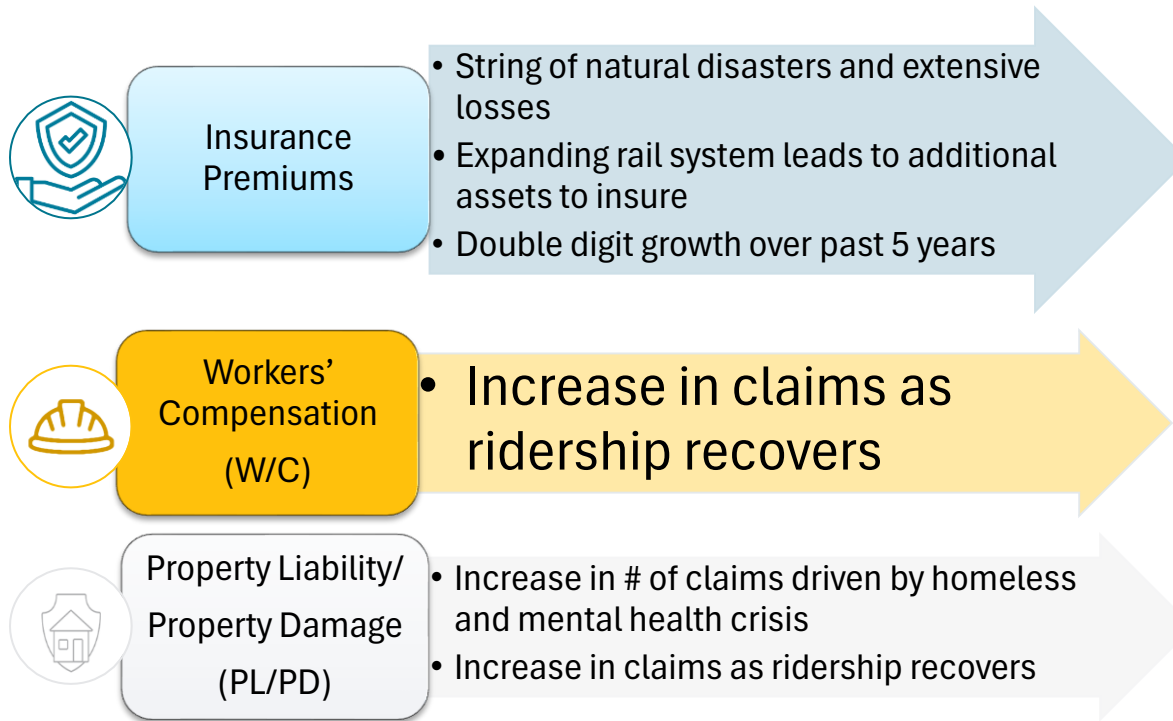 Insurance
Premiums
• String of natural disasters and extensive
losses
• Expanding rail system leads to additional
assets to insure
• Double digit growth over past 5 years
Workers’
Compensation
(W/C)
• Increase in claims as
ridership recovers
Property Liability/
Property Damage
(PL/PD)
• Increase in # of claims driven by homeless
and mental health crisis
• Increase in claims as ridership recovers